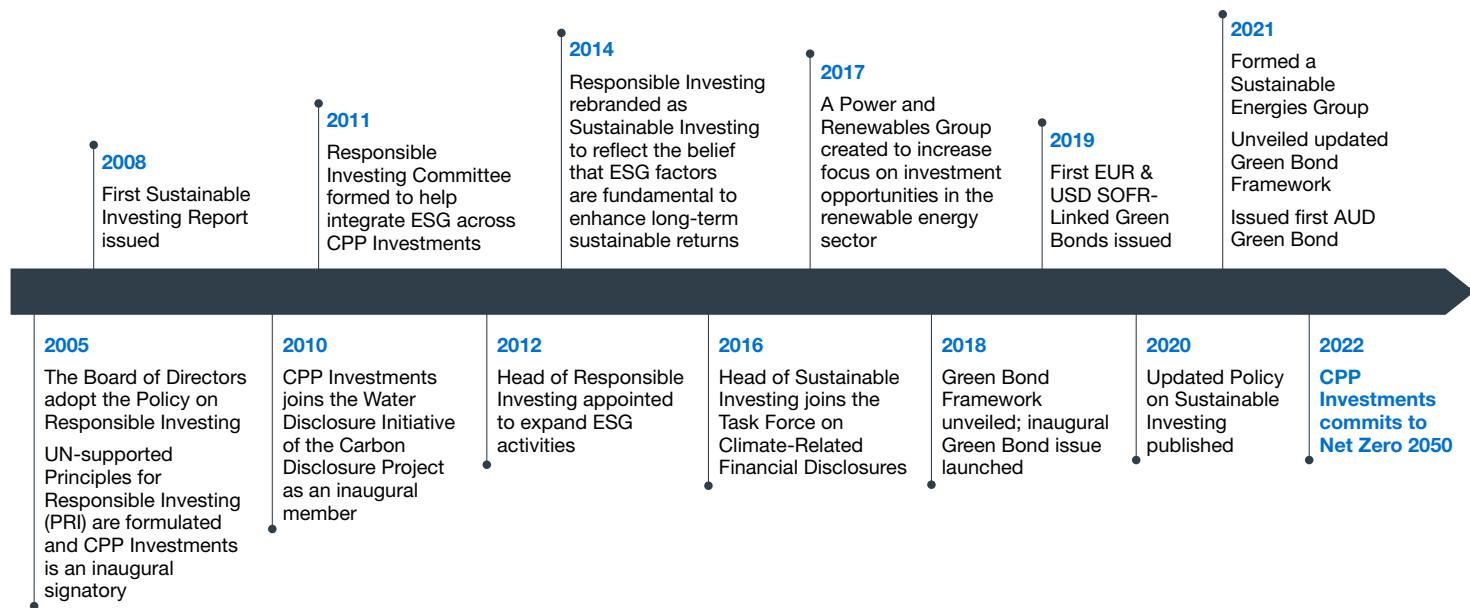 2008
First Sustainable
Investing Report
issued
2011
Responsible
Investing Committee
formed to help
integrate ESG across
CPP Investments
2014
Responsible Investing
rebranded as
Sustainable Investing
to reflect the belief
that ESG factors
are fundamental to
enhance long-term
sustainable returns
2017
A Power and
Renewables Group
created to increase
focus on investment
opportunities in the
renewable energy
sector
2019
First EUR &
USD SOFR-
Linked Green
Bonds issued
2021
Formed a
Sustainable
Energies Group
Unveiled updated
Green Bond
Framework
Issued first AUD
Green Bond
2005
The Board of Directors
adopt the Policy on
Responsible Investing
UN-supported
Principles for
Responsible Investing
(PRI) are formulated
and CPP Investments
is an inaugural
signatory
2010
CPP Investments
joins the Water
Disclosure Initiative
of the Carbon
Disclosure Project
as an inaugural
member
2012
Head of Responsible
Investing appointed
to expand ESG
activities
2016
Head of Sustainable
Investing joins the
Task Force on
Climate-Related
Financial Disclosures
2018
Green Bond
Framework
unveiled; inaugural
Green Bond issue
launched
2020
Updated Policy
on Sustainable
Investing
published
2022
CPP
Investments
commits to
Net Zero 2050